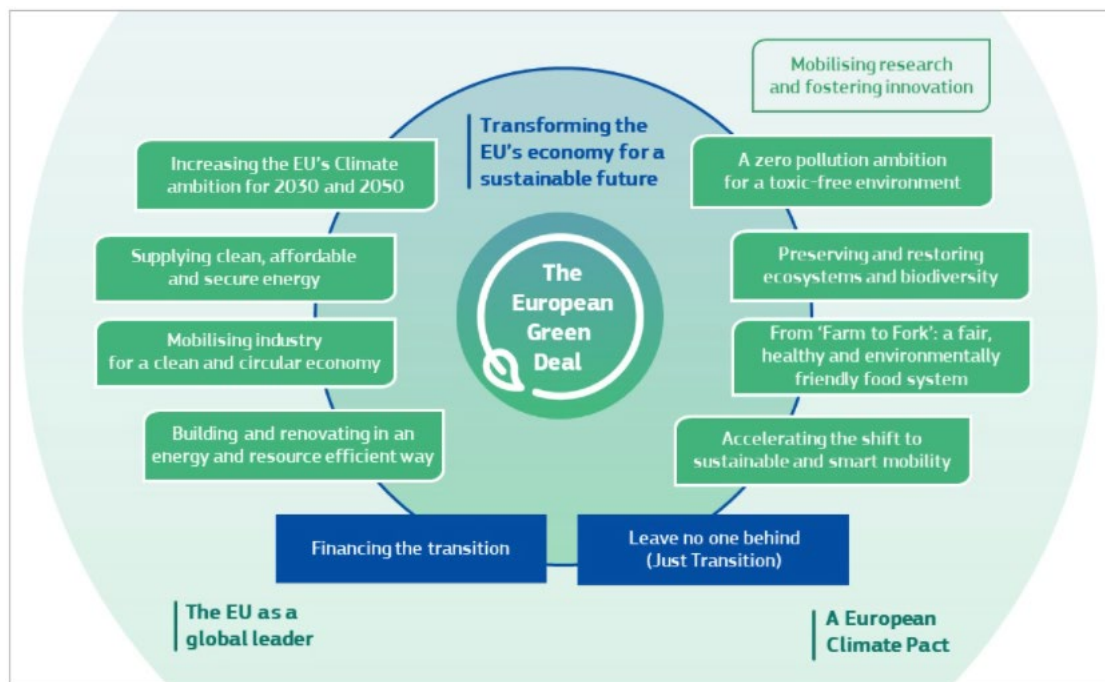 Mobilising research
and fostering innovation
Transforming the
EU's economy for a
sustainable future
Increasing the EU's Climate
ambition for 2030 and 2050
A zero pollution ambition
for a toxic-free environment
Supplying clean, affordable
and secure energy
Preserving and restoring
ecosystems and biodiversity
The
European
Green
Deal
Mobilising industry
for a clean and circular economy
From ‘Farm to Fork’: a fair,
healthy and environmentally
friendly food system
Building and renovating in an
energy and resource efficient way
Accelerating the shift to
sustainable and smart mobility
Financing the transition
Leave no one behind
(Just Transition)
The EU as a
global leader
A European
Climate Pact